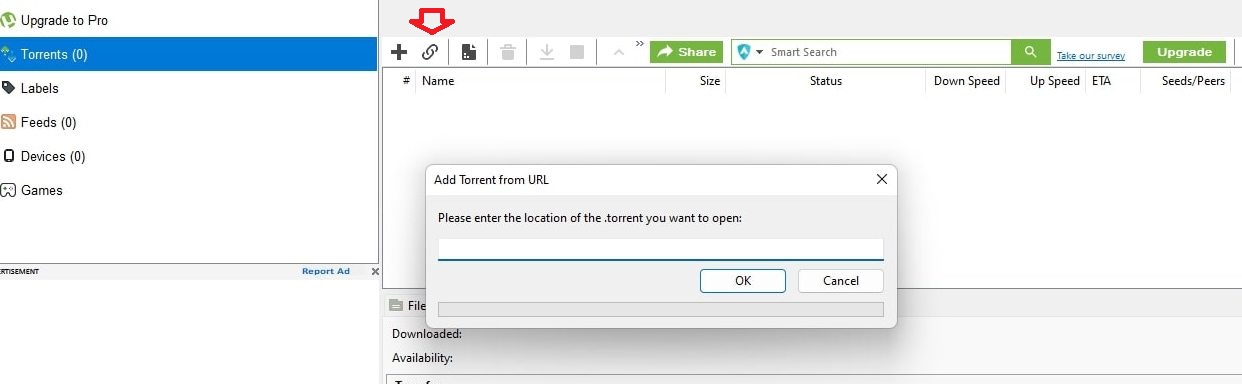 Upgrade to Pro
Torrents (0)
Labels
Feeds (0)
Devices (0)
Games
RTISEMENT Report Ad
Share Smart Search Take our survey Upgrade
# Name Size Status Down Speed Up Speed ETA Seeds/Peers
Add Torrent from URL
Please enter the location of the .torrent you want to open:
OK Cancel
File
Downloaded:
Availability: